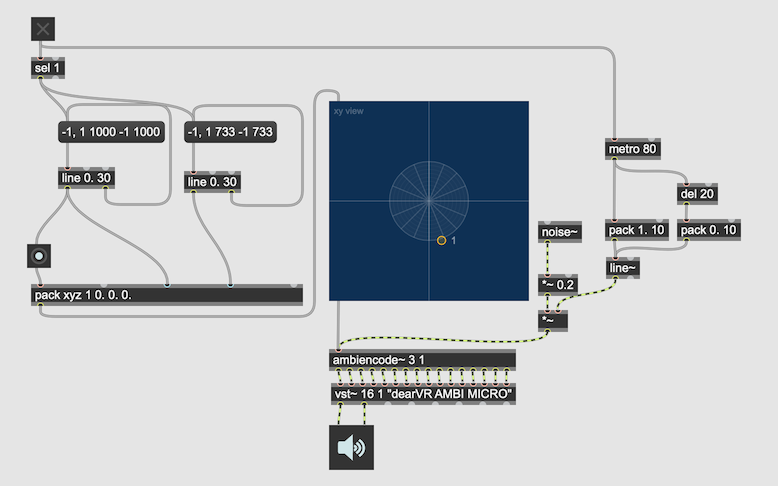 sel 1
xy view
-1, 1 1000 -1 1000
-1, 1 733 -1 733
metro 80
line 0. 30
line 0. 30
del 20
noise~
pack 1. 10
pack 0. 10
1
line~
*~ 0.2
pack xyz 1 0. 0. 0.
*~
ambiencode~ 3 1
vst~ 16 1 "dearVR AMBI MICRO"